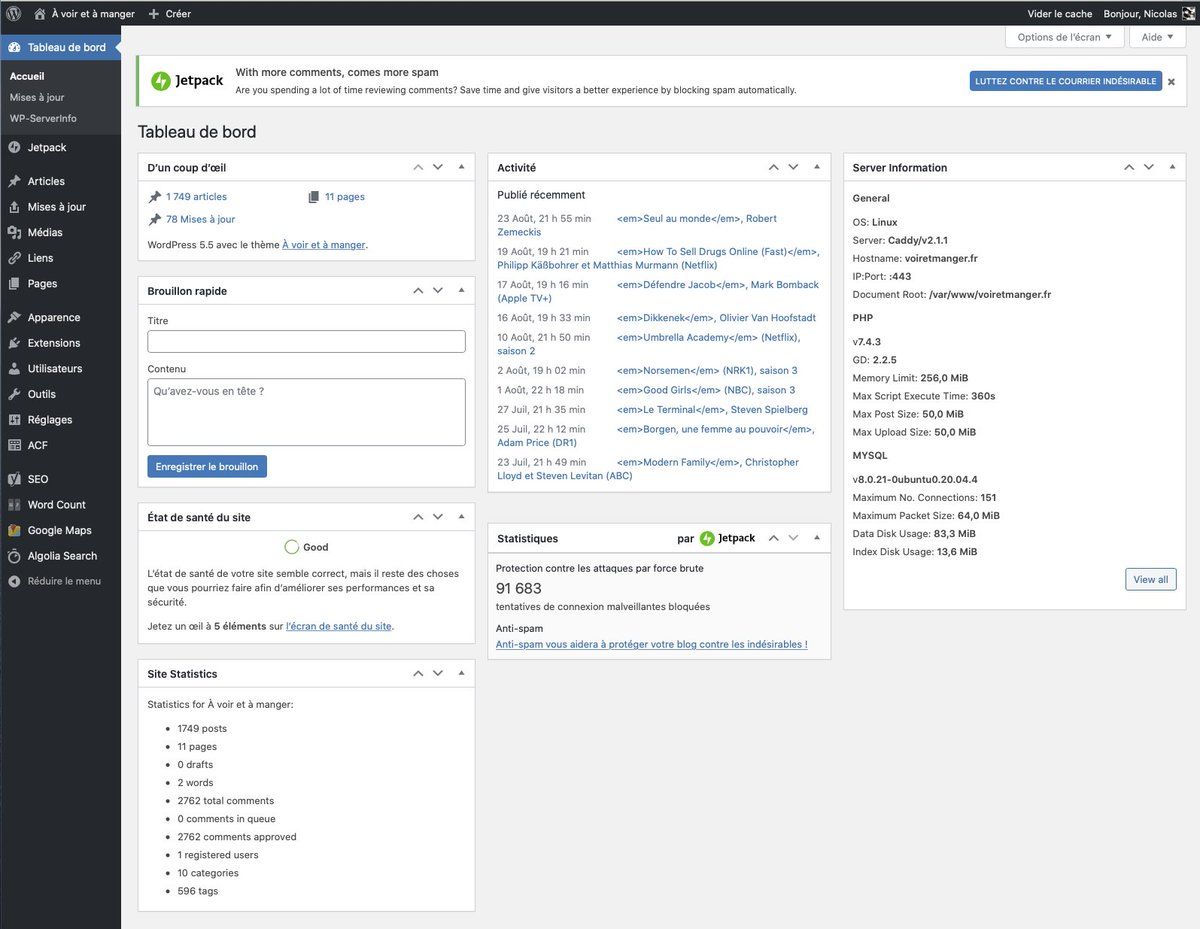 À voir et à manger
Créer
Vider le cache
Bonjour, Nicolas
Tableau de bord
Accueil
Mises à jour
WP-ServerInfo
Jetpack
Articles
Mises à jour
Médias
Liens
Pages
Apparence
Extensions
Utilisateurs
Outils
Réglages
ACF
SEO
Word Count
Google Maps
Algolia Search
Réduire le menu
Options de l'écran
Aide
Jetpack
With more comments, comes more spam
Are you spending a lot of time reviewing comments? Save time and give visitors a better experience by blocking spam automatically.
LUTTEZ CONTRE LE COURRIER INDÉSIRABLE
Tableau de bord
D'un coup d'œil
1 749 articles
11 pages
78 Mises à jour
WordPress 5.5 avec le thème À voir et à manger.
Brouillon rapide
Titre
Contenu
Qu'avez-vous en tête ?
Enregistrer le brouillon
État de santé du site
Good
L'état de santé de votre site semble correct, mais il reste des choses
que vous pourriez faire afin d'améliorer ses performances et sa
sécurité.
Jetez un œil à 5 éléments sur l'écran de santé du site.
Site Statistics
Statistics for À voir et à manger:
1749 posts
11 pages
0 drafts
2 words
2762 total comments
0 comments in queue
2762 comments approved
1 registered users
10 categories
596 tags
Activité
Publié récemment
23 Août, 21 h 55 min <em>Seul au monde</em>, Robert
Zemeckis
19 Août, 19 h 21 min <em>How To Sell Drugs Online (Fast)</em>,
Philipp Käßbohrer et Matthias Murmann (Netflix)
17 Août, 19 h 16 min <em>Défendre Jacob</em>, Mark Bomback
(Apple TV+)
16 Août, 19 h 33 min <em>Dikkenek</em>, Olivier Van Hoofstadt
10 Août, 21 h 50 min <em>Umbrella Academy</em> (Netflix),
saison 2
2 Août, 19 h 02 min <em>Norsemen</em> (NRK1), saison 3
1 Août, 22 h 18 min <em>Good Girls</em> (NBC), saison 3
27 Juil, 21 h 35 min <em>Le Terminal</em>, Steven Spielberg
25 Juil, 22 h 12 min <em>Borgen, une femme au pouvoir</em>,
Adam Price (DR1)
23 Juil, 21 h 49 min <em>Modern Family</em>, Christopher
Lloyd et Steven Levitan (ABC)
Statistiques
par Jetpack
Protection contre les attaques par force brute
91 683
tentatives de connexion malveillantes bloquées
Anti-spam
Anti-spam vous aidera à protéger votre blog contre les indésirables !
Server Information
General
OS: Linux
Server: Caddy/v2.1.1
Hostname: voiretmanger.fr
IP:Port: :443
Document Root: /var/www/voiretmanger.fr
PHP
v7.4.3
GD: 2.2.5
Memory Limit: 256,0 MiB
Max Script Execute Time: 360s
Max Post Size: 50,0 MiB
Max Upload Size: 50,0 MiB
MYSQL
v8.0.21-0ubuntu0.20.04.4
Maximum No. Connections: 151
Maximum Packet Size: 64,0 MiB
Data Disk Usage: 83,3 MiB
Index Disk Usage: 13,6 MiB
View all